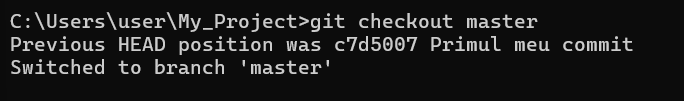 C:\Users\user\My_Project>git checkout master
Previous HEAD position was c7d5007 Primul meu commit
Switched to branch 'master'